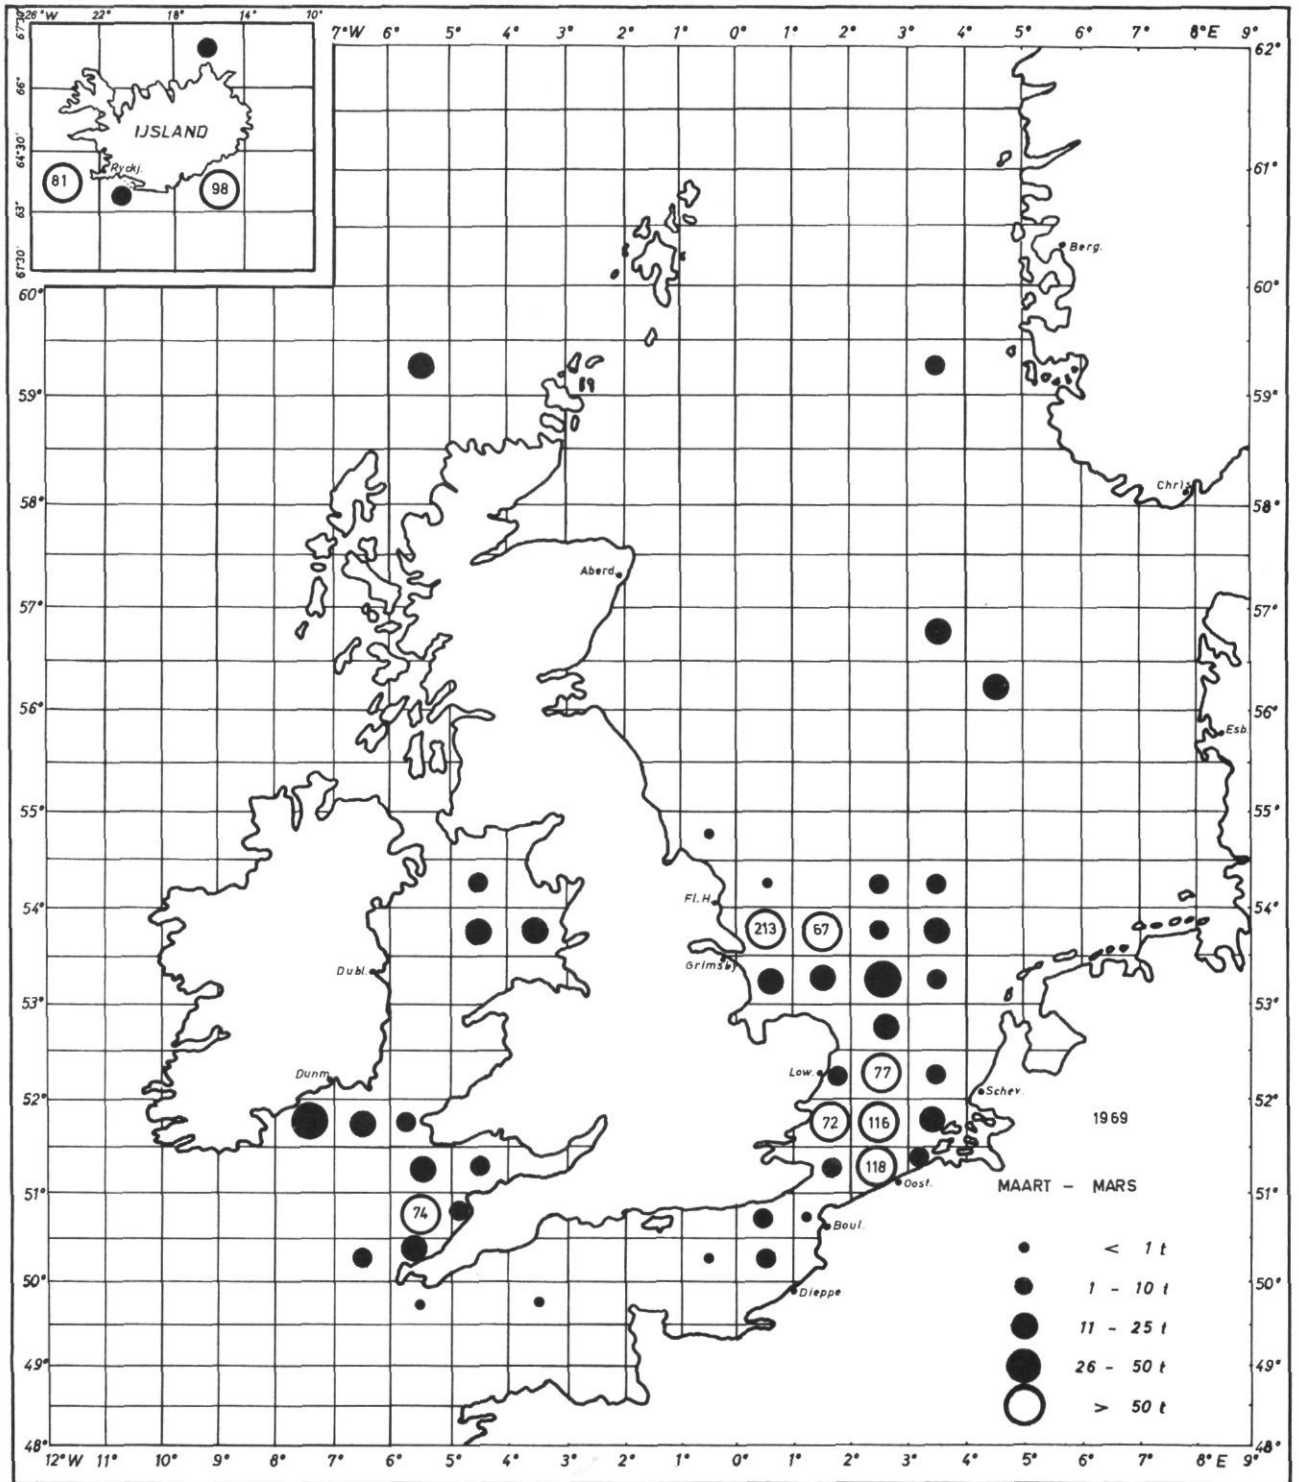 26°W 22° 18° 14° 10°
67°30'
66°
64°30'
63°
61°30'
IJSLAND
Ryckj.
81
98
7°W 6° 5° 4° 3° 2° 1° 0° 1° 2° 3° 4° 5° 6° 7° 8°E 9°
62°
61°
Berg.
60° 60°
59° 59°
Chris
58° 58°
Aberd.
57° 57°
56° 56°
Esb.
55° 55°
Fl.H.
54° 54°
213
67
Grimsby
Dubl.
53° 53°
Dunm.
Low.
77
Schev.
52° 52°
72
116
1969
118
Oost.
51° 51°
MAART - MARS
74
Boul.
< 1 t
50° 50°
Dieppe
1 - 10 t
11 - 25 t
49° 49°
26 - 50 t
> 50 t
48° 48°
12°W 11° 10° 9° 8° 7° 6° 5° 4° 3° 2° 1° 0° 1° 2° 3° 4° 5° 6° 7° 8° E 9°